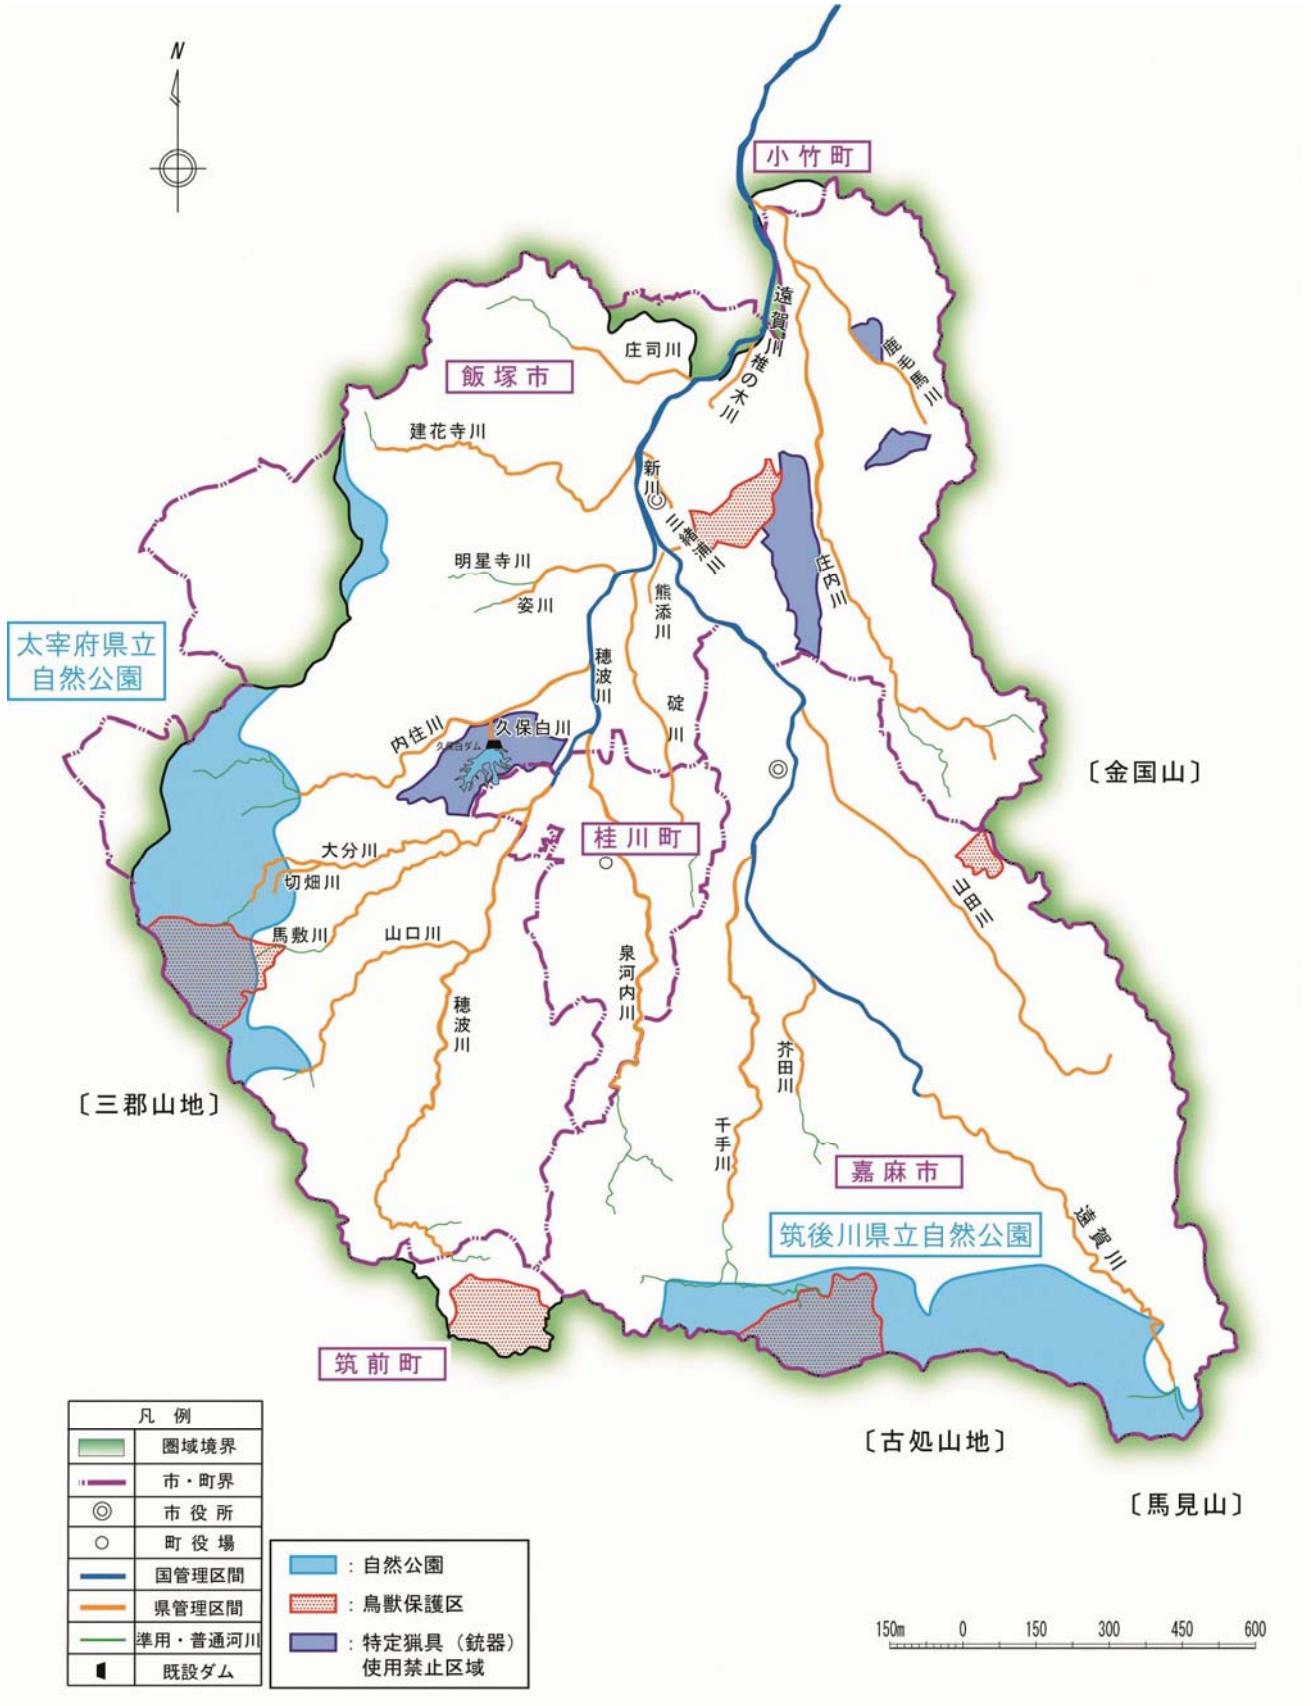 N
小竹町
遠賀川
庄司川
椎の木川
鹿毛馬川
飯塚市
建花寺川
新川
三緒浦川
明星寺川
姿川
熊添川
庄内川
太宰府県立
自然公園
穂波川
碇川
内住川
久保白川
久保白ダム
〔金国山〕
桂川町
大分川
切畑川
山田川
馬敷川
山口川
泉河内川
穂波川
芥田川
〔三郡山地〕
千手川
嘉麻市
遠賀川
筑後川県立自然公園
筑前町
〔古処山地〕
〔馬見山〕
凡 例
圏域境界
市・町界
市役所
町役場
国管理区間
県管理区間
準用・普通河川
既設ダム
：自然公園
：鳥獣保護区
：特定猟具（銃器）
使用禁止区域
150m 0 150 300 450 600